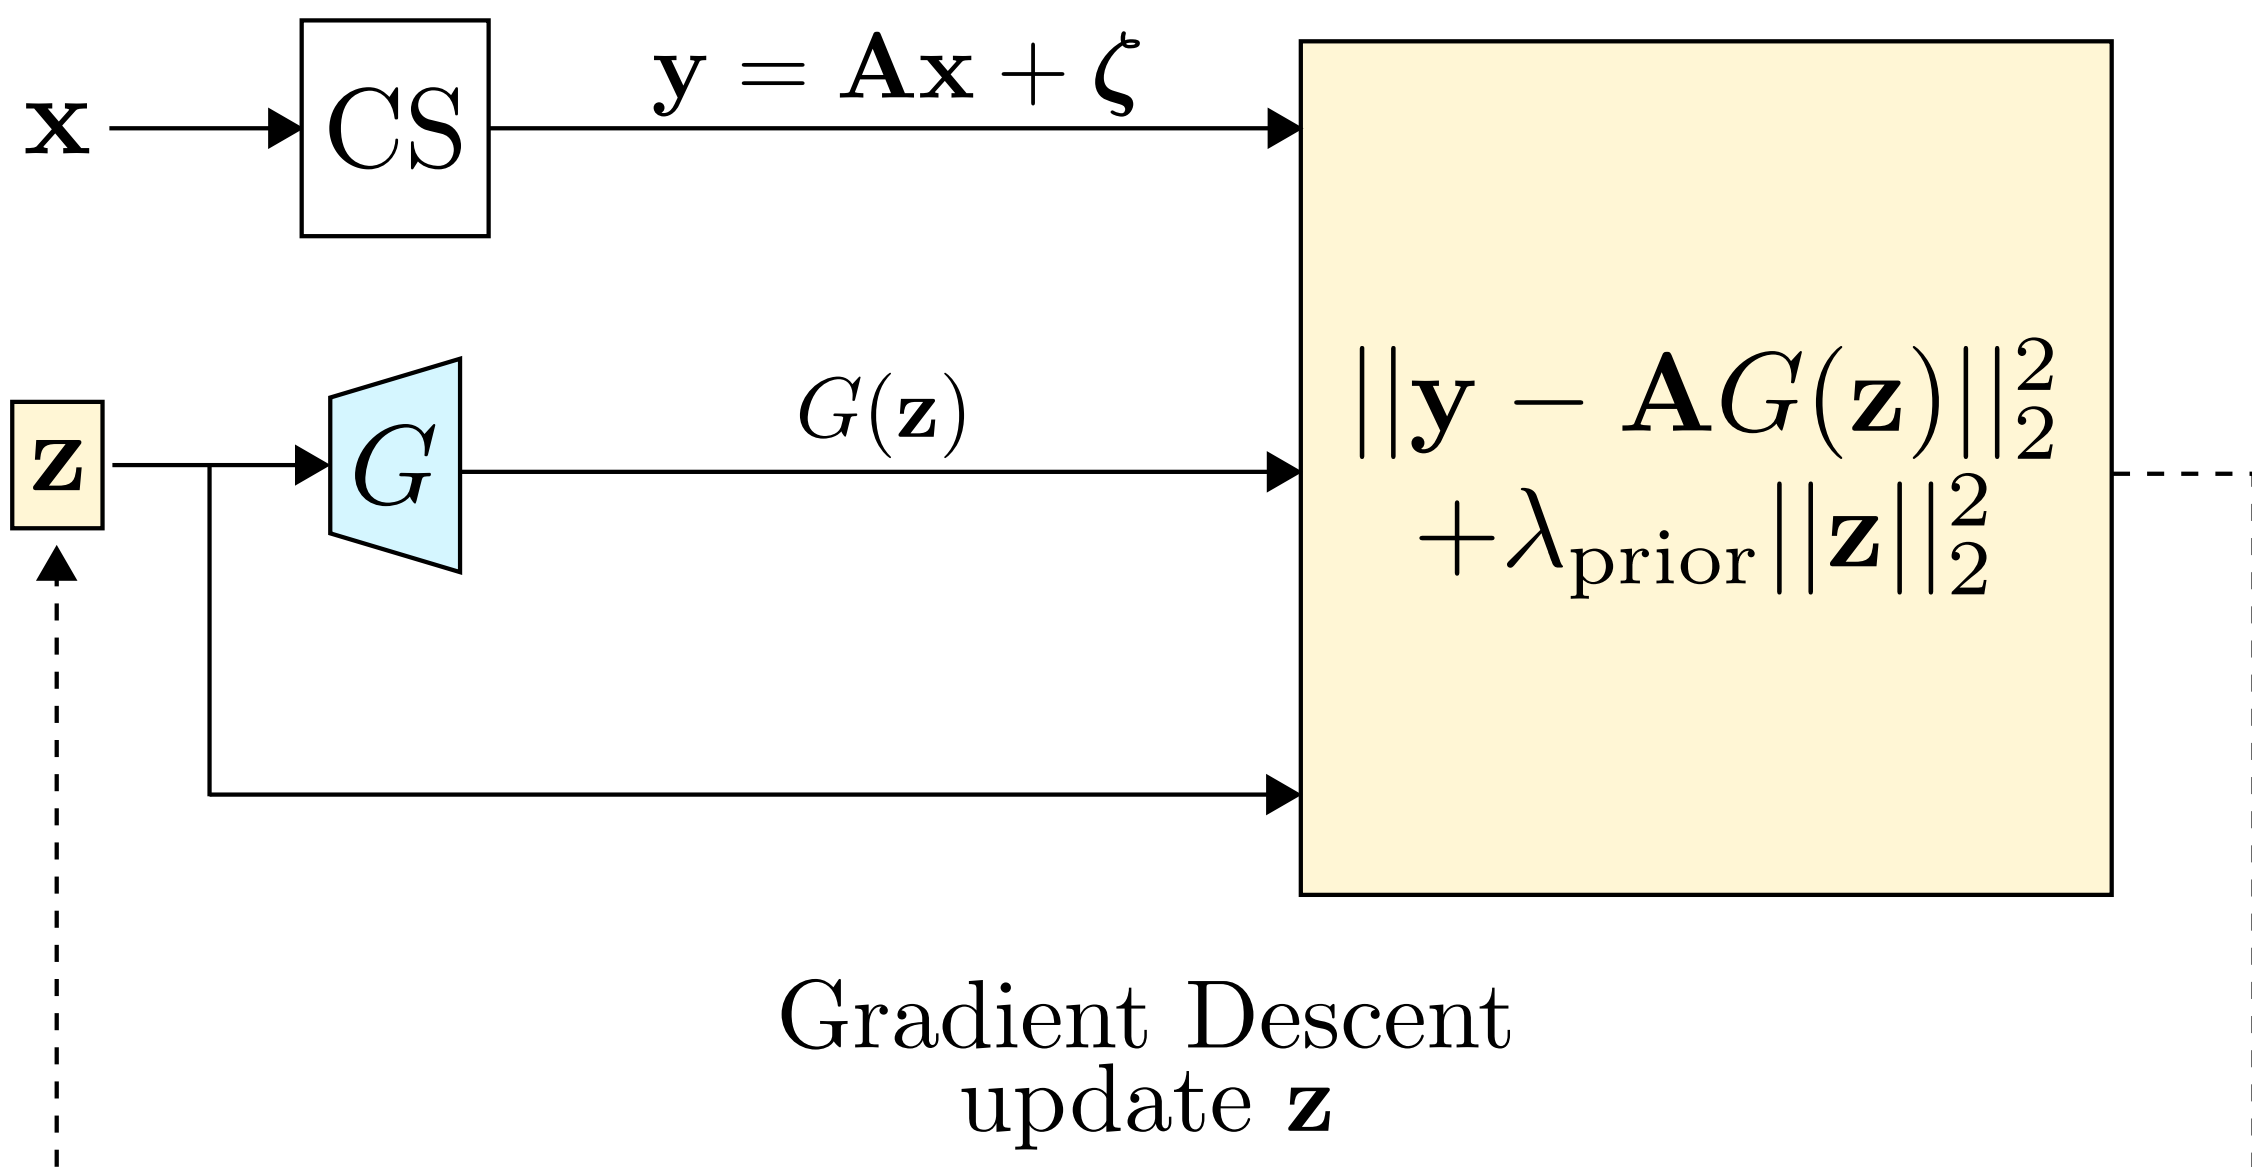 x
CS
y = Ax + ζ
z
G
G(z)
||y − AG(z)||₂²
+λ_prior||z||₂²
Gradient Descent
update z